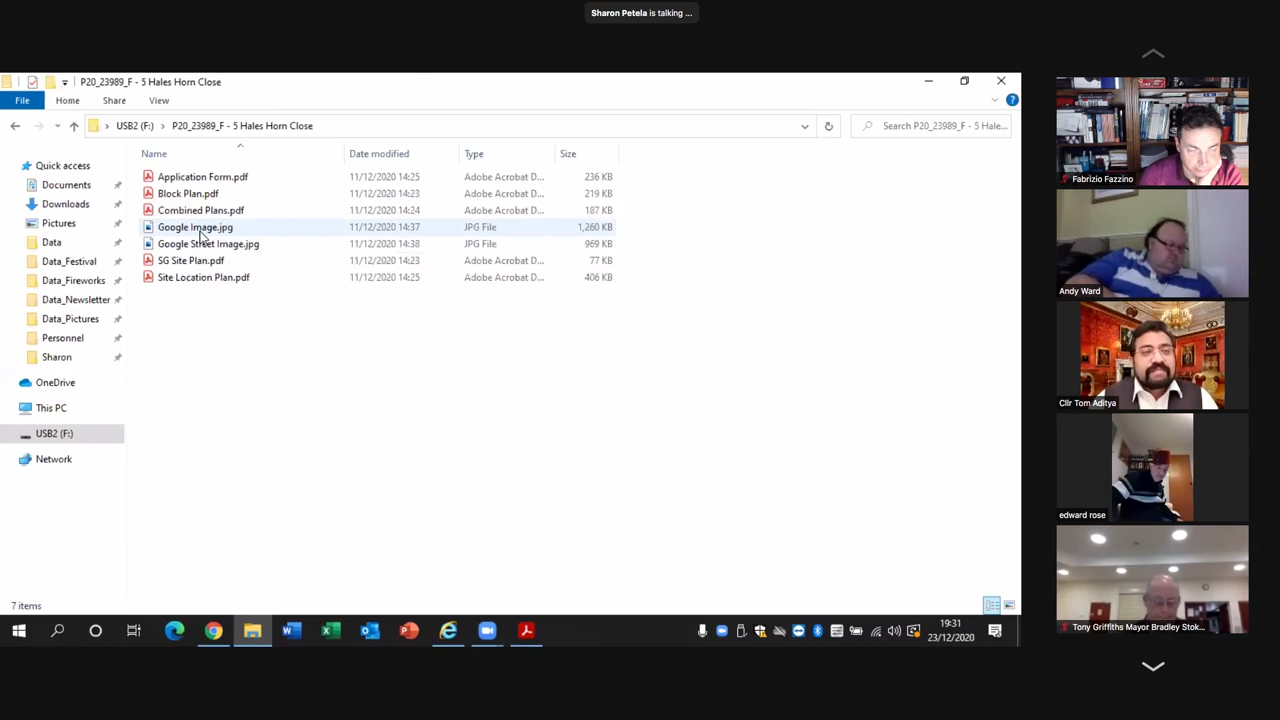 Sharon Petela is talking ...
P20_23989_F - 5 Hales Horn Close
File Home Share View
USB2 (F:) P20_23989_F - 5 Hales Horn Close
Search P20_23989_F - 5 Hale...
Name Date modified Type Size
Application Form.pdf 11/12/2020 14:25 Adobe Acrobat D... 236 KB
Block Plan.pdf 11/12/2020 14:23 Adobe Acrobat D... 219 KB
Combined Plans.pdf 11/12/2020 14:24 Adobe Acrobat D... 187 KB
Google Image.jpg 11/12/2020 14:37 JPG File 1,260 KB
Google Street Image.jpg 11/12/2020 14:38 JPG File 969 KB
SG Site Plan.pdf 11/12/2020 14:23 Adobe Acrobat D... 77 KB
Site Location Plan.pdf 11/12/2020 14:25 Adobe Acrobat D... 406 KB
Quick access
Documents
Downloads
Pictures
Data
Data_Festival
Data_Fireworks
Data_Newsletter
Data_Pictures
Personnel
Sharon
OneDrive
This PC
USB2 (F:)
Network
7 items
19:31
23/12/2020
Fabrizio Fazzino
Andy Ward
Cllr Tom Aditya
edward rose
Tony Griffiths Mayor Bradley Stok...